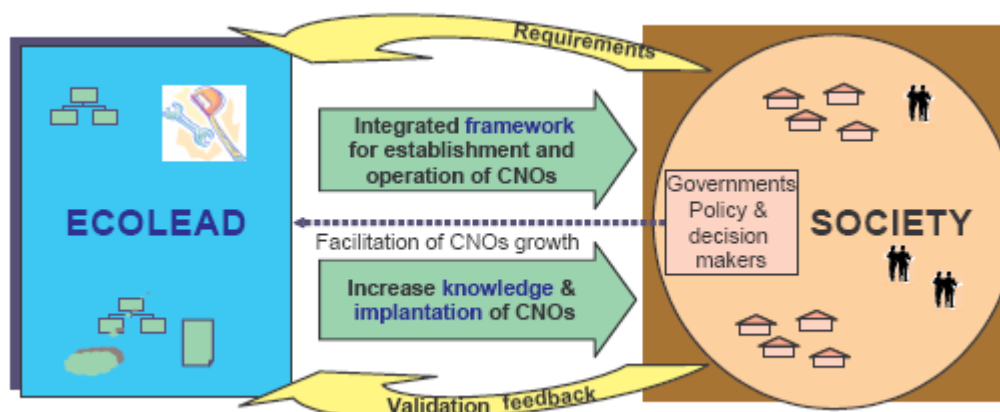 Requirements
Integrated framework
for establishment and
operation of CNOs
ECOLEAD
Governments
Policy &
decision
makers
SOCIETY
Facilitation of CNOs growth
Increase knowledge &
implantation of CNOs
Validation feedback